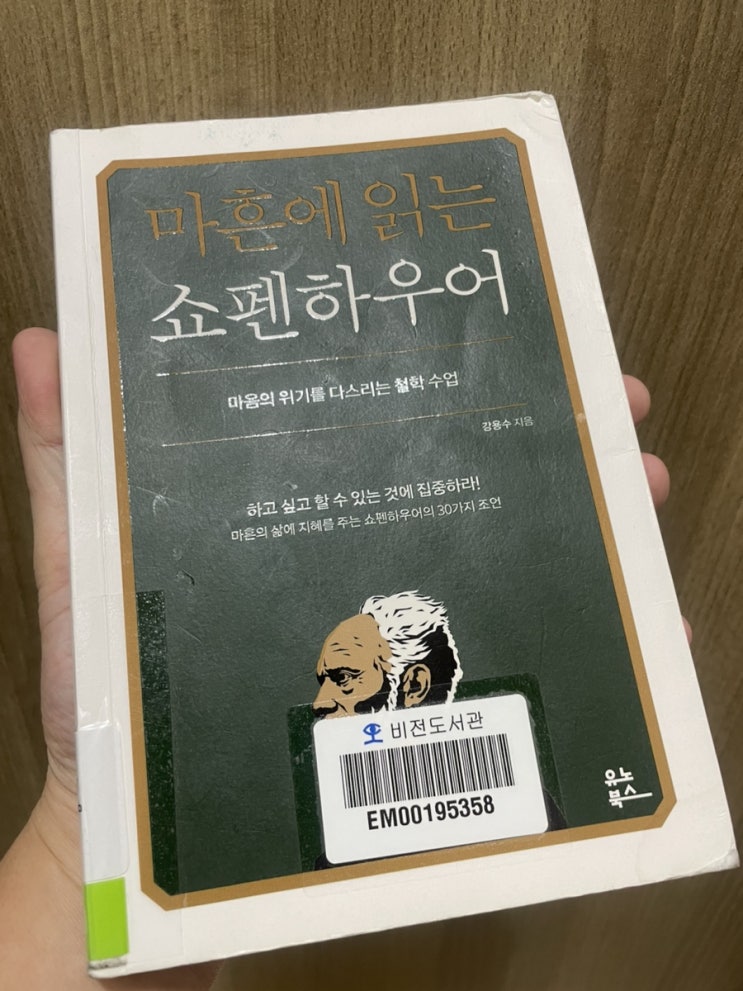 마흔에 읽는
쇼펜하우어
마음의 위기를 다스리는 철학 수업
강용수 지음
하고 싶고 할 수 있는 것에 집중하라!
마흔의 삶에 지혜를 주는 쇼펜하우어의 30가지 조언
비전도서관
EM00195358
유노
북스